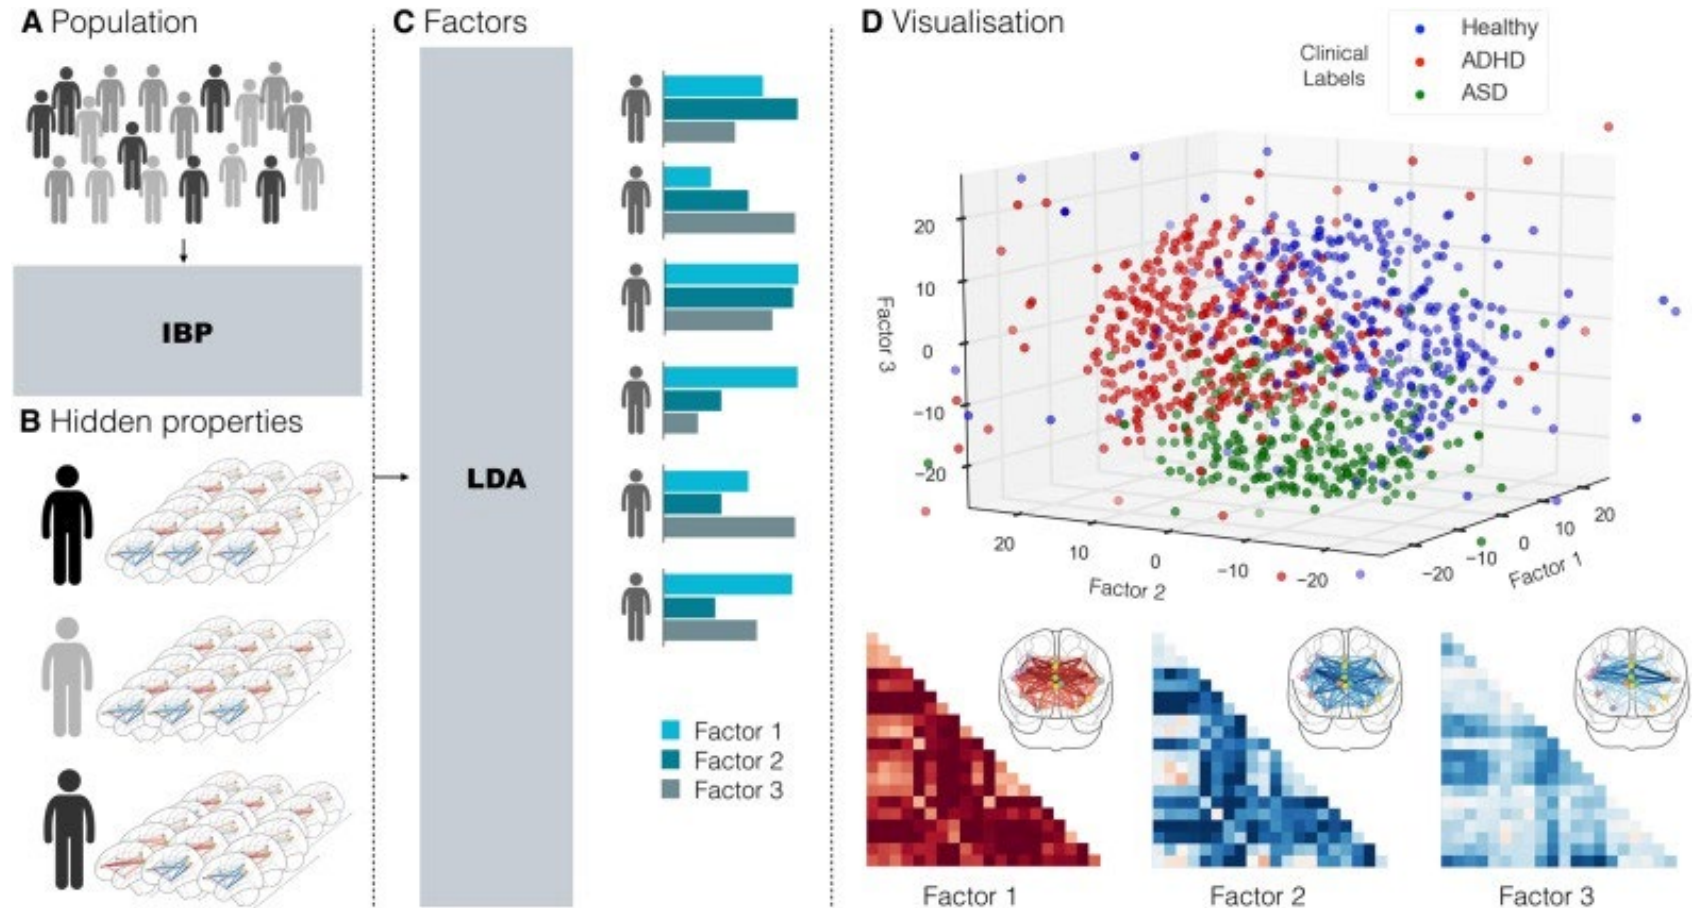 A Population
IBP
B Hidden properties
C Factors
LDA
Factor 1
Factor 2
Factor 3
D Visualisation
Clinical
Labels
Healthy
ADHD
ASD
Factor 3
20
10
0
−10
−20
20
10
0
−10
−20
Factor 2
−20
−10
0
10
20
Factor 1
Factor 1
Factor 2
Factor 3